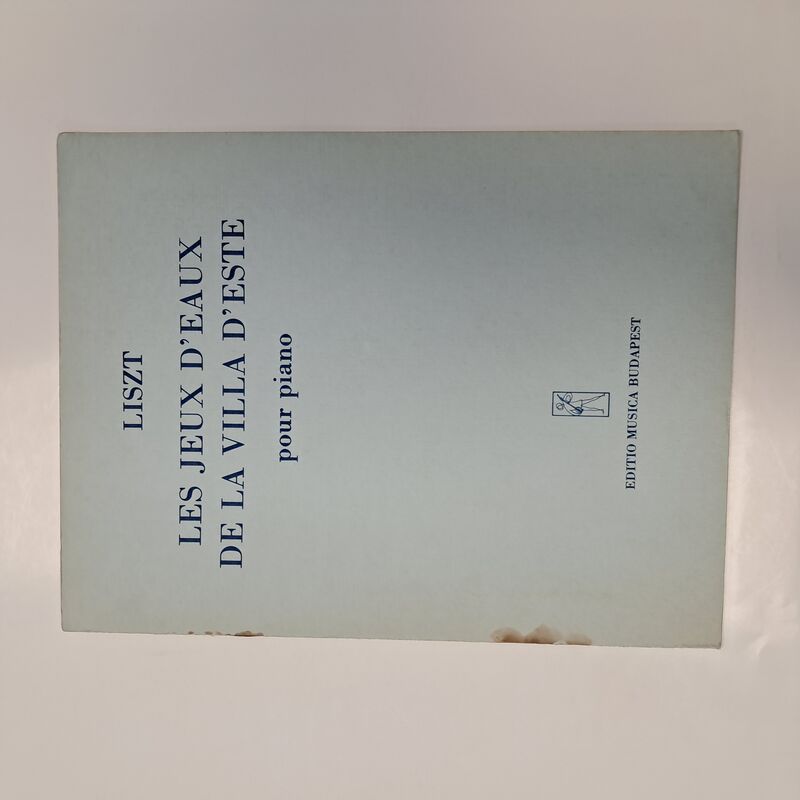 LISZT
LES JEUX D'EAUX
DE LA VILLA D'ESTE
pour piano
EDITIO MUSICA BUDAPEST